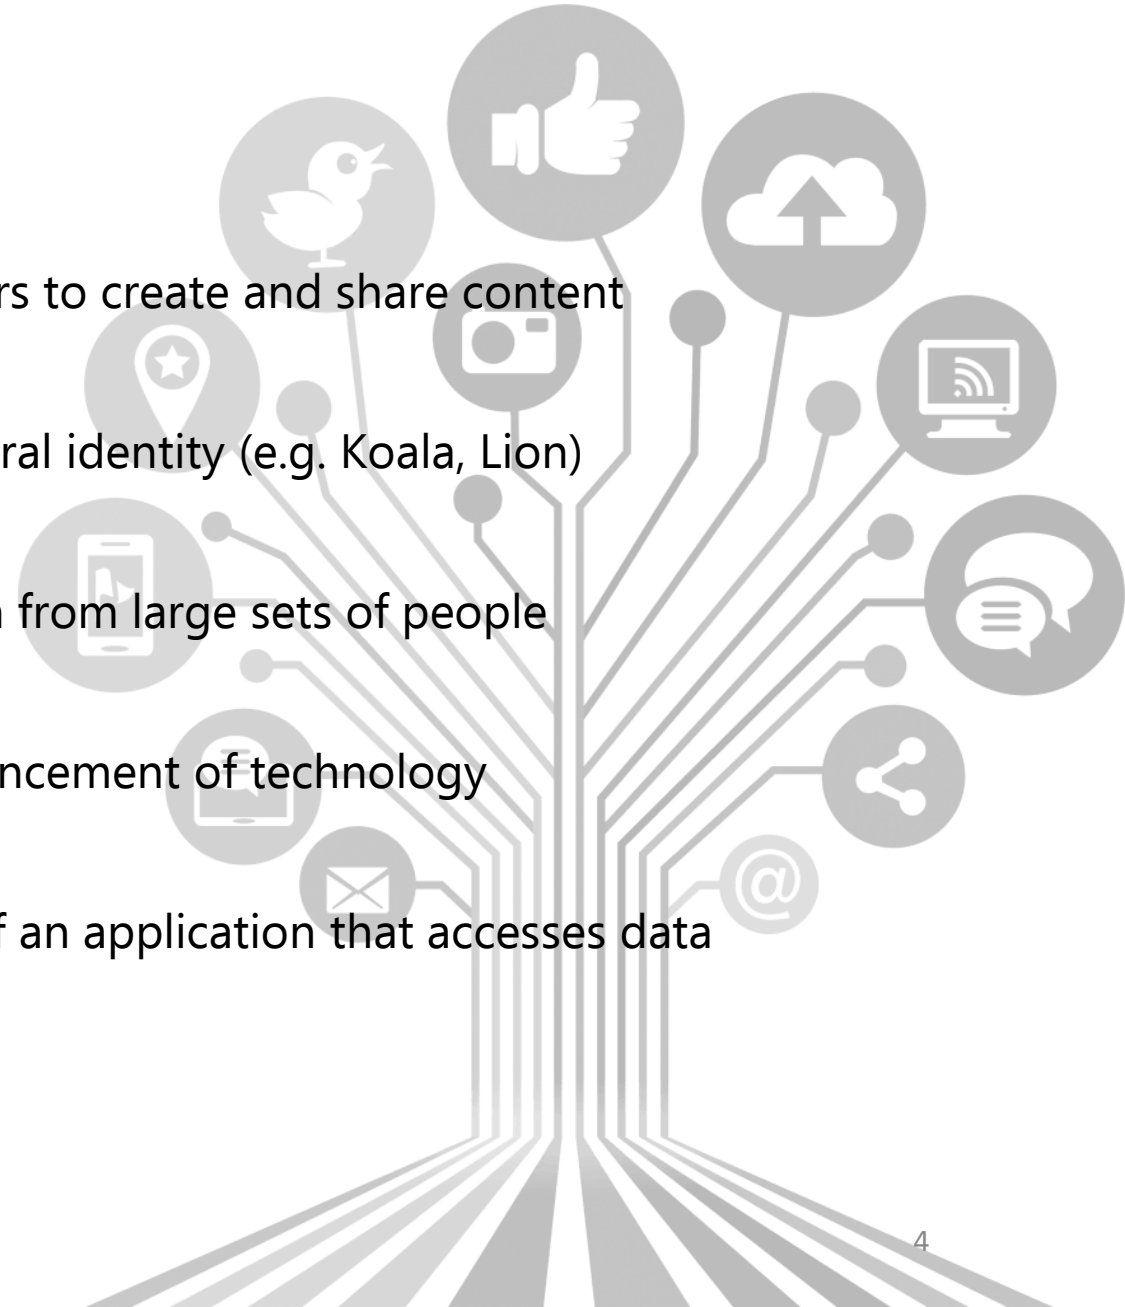 rs to create and share content
ral identity (e.g. Koala, Lion)
from large sets of people
ncement of technology
f an application that accesses data
@
4